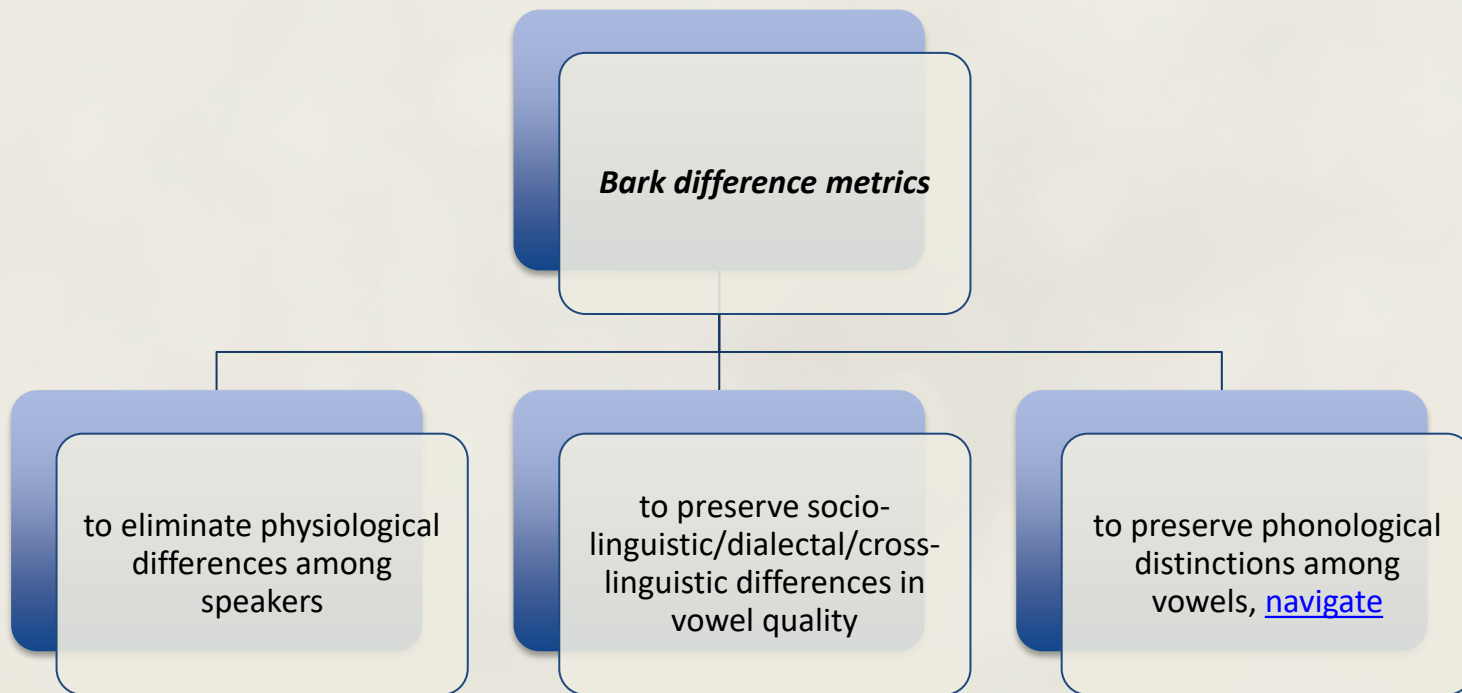 Bark difference metrics
to eliminate physiological
differences among
speakers
to preserve socio-
linguistic/dialectal/cross-
linguistic differences in
vowel quality
to preserve phonological
distinctions among
vowels, navigate